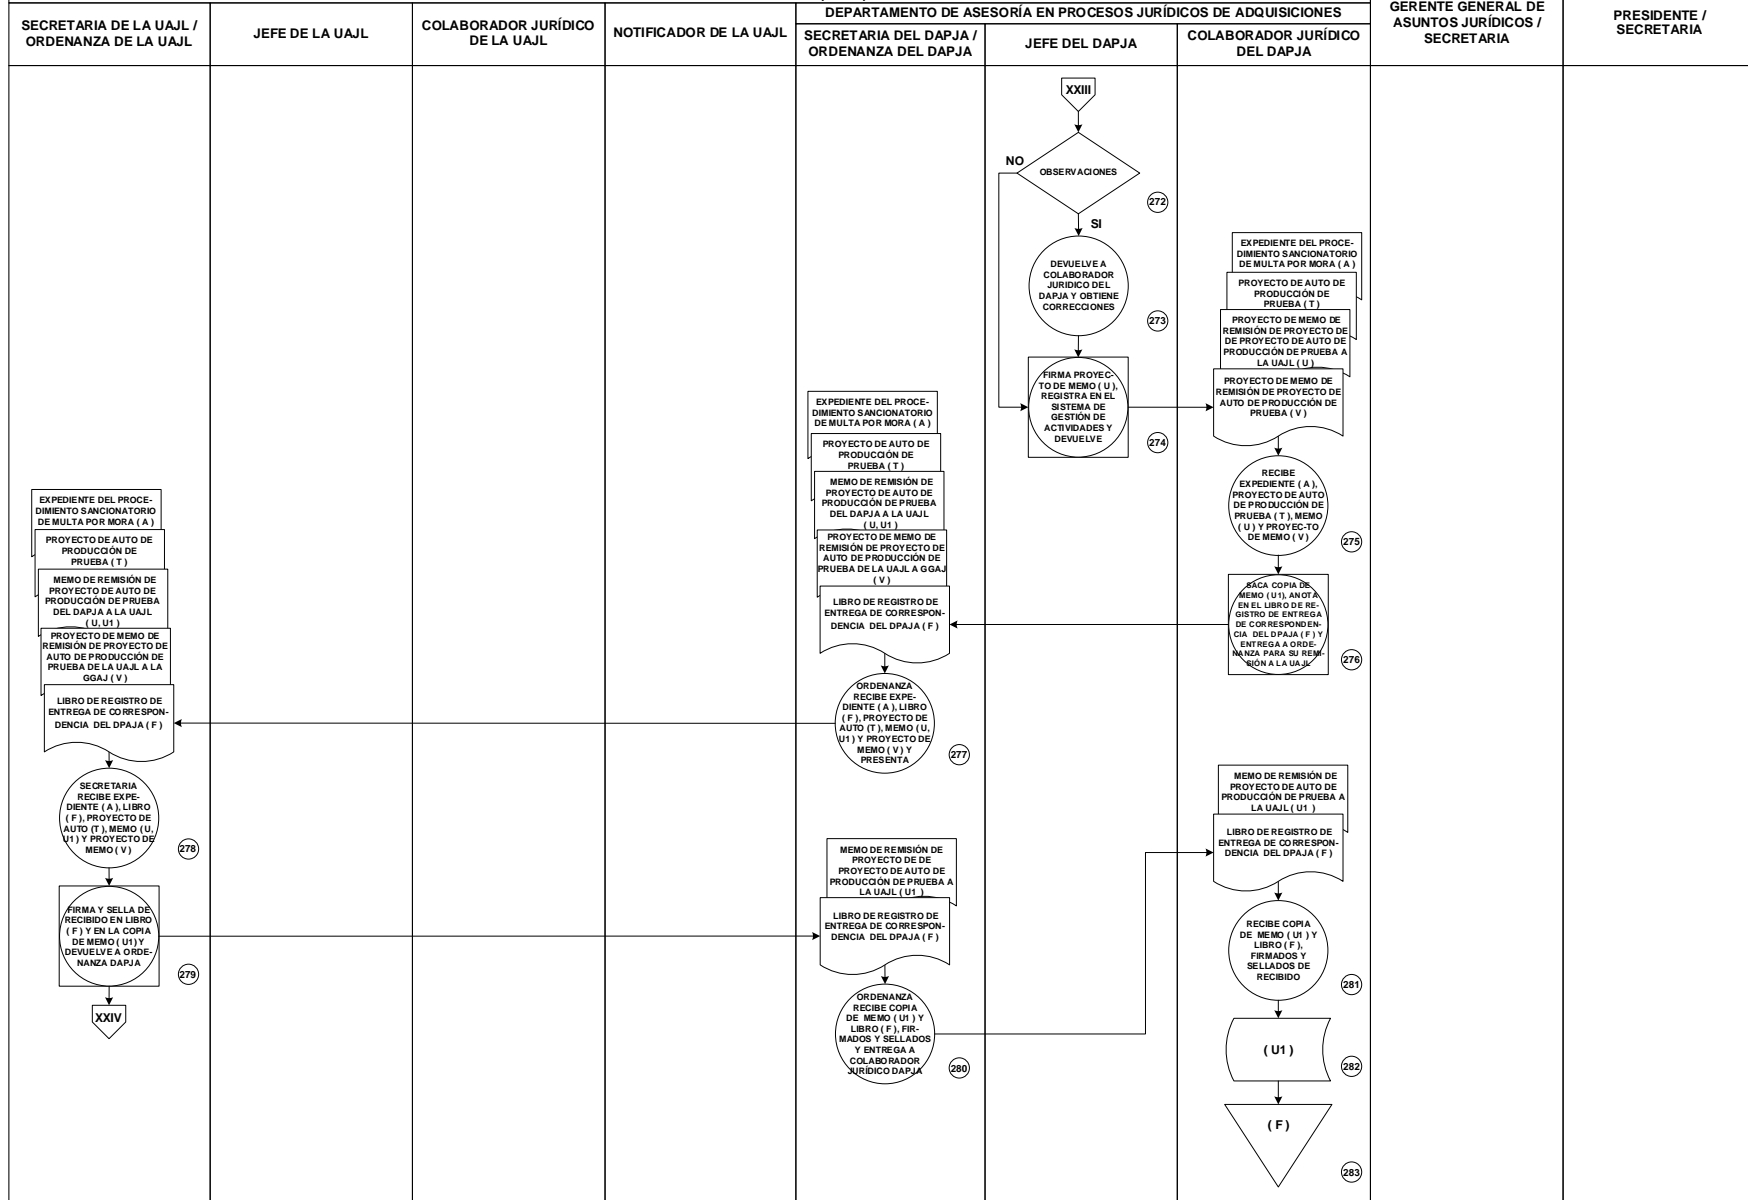 SECRETARIA DE LA UAJL /
ORDENANZA DE LA UAJL
JEFE DE LA UAJL
COLABORADOR JURÍDICO
DE LA UAJL
NOTIFICADOR DE LA UAJL
DEPARTAMENTO DE ASESORÍA EN PROCESOS JURÍDICOS DE ADQUISICIONES
SECRETARIA DEL DAPJA /
ORDENANZA DEL DAPJA
JEFE DEL DAPJA
COLABORADOR JURÍDICO
DEL DAPJA
GERENTE GENERAL DE
ASUNTOS JURÍDICOS /
SECRETARIA
PRESIDENTE /
SECRETARIA
XXIII
NO
OBSERVACIONES
272
SI
DEVUELVE A
COLABORADOR
JURIDICO DEL
DAPJA Y OBTIENE
CORRECCIONES
273
FIRMA PROYEC-
TO DE MEMO ( U ),
REGISTRA EN EL
SISTEMA DE
GESTIÓN DE
ACTIVIDADES Y
DEVUELVE
274
EXPEDIENTE DEL PROCE-
DIMIENTO SANCIONATORIO
DE MULTA POR MORA ( A )
PROYECTO DE AUTO DE
PRODUCCIÓN DE
PRUEBA ( T )
PROYECTO DE MEMO DE
REMISIÓN DE PROYECTO DE
DE PROYECTO DE AUTO DE
PRODUCCIÓN DE PRUEBA A
LA UAJL ( U )
PROYECTO DE MEMO DE
REMISIÓN DE PROYECTO DE
AUTO DE PRODUCCIÓN DE
PRUEBA ( V )
RECIBE
EXPEDIENTE ( A ),
PROYECTO DE AUTO
DE PRODUCCIÓN DE
PRUEBA ( T ), MEMO
( U ) Y PROYEC-TO
DE MEMO ( V )
275
SACA COPIA DE
MEMO ( U1), ANOTA
EN EL LIBRO DE RE-
GISTRO DE ENTREGA
DE CORRESPONDEN-
CIA DEL DPAJA ( F ) Y
ENTREGA A ORDE-
NANZA PARA SU REMI-
SIÓN A LA UAJL
276
EXPEDIENTE DEL PROCE-
DIMIENTO SANCIONATORIO
DE MULTA POR MORA ( A )
PROYECTO DE AUTO DE
PRODUCCIÓN DE
PRUEBA ( T )
MEMO DE REMISIÓN DE
PROYECTO DE AUTO DE
PRODUCCIÓN DE PRUEBA
DEL DAPJA A LA UAJL
( U, U1 )
PROYECTO DE MEMO DE
REMISIÓN DE PROYECTO DE
AUTO DE PRODUCCIÓN DE
PRUEBA DE LA UAJL A GGAJ
( V )
LIBRO DE REGISTRO DE
ENTREGA DE CORRESPON-
DENCIA DEL DPAJA ( F )
ORDENANZA
RECIBE EXPE-
DIENTE ( A ), LIBRO
( F ), PROYECTO DE
AUTO (T), MEMO ( U,
U1) Y PROYECTO DE
MEMO ( V ) Y
PRESENTA
277
EXPEDIENTE DEL PROCE-
DIMIENTO SANCIONATORIO
DE MULTA POR MORA ( A )
PROYECTO DE AUTO DE
PRODUCCIÓN DE
PRUEBA ( T )
MEMO DE REMISIÓN DE
PROYECTO DE AUTO DE
PRODUCCIÓN DE PRUEBA
DEL DAPJA A LA UAJL
( U, U1 )
PROYECTO DE MEMO DE
REMISIÓN DE PROYECTO DE
AUTO DE PRODUCCIÓN DE
PRUEBA DE LA UAJL A LA
GGAJ ( V )
LIBRO DE REGISTRO DE
ENTREGA DE CORRESPON-
DENCIA DEL DPAJA ( F )
SECRETARIA
RECIBE EXPE-
DIENTE ( A ), LIBRO
( F ), PROYECTO DE
AUTO (T), MEMO ( U,
U1) Y PROYECTO DE
MEMO ( V )
278
FIRMA Y SELLA DE
RECIBIDO EN LIBRO
( F ) Y EN LA COPIA
DE MEMO ( U1) Y
DEVUELVE A ORDE-
NANZA DAPJA
279
XXIV
MEMO DE REMISIÓN DE
PROYECTO DE DE
PROYECTO DE AUTO DE
PRODUCCIÓN DE PRUEBA A
LA UAJL ( U1 )
LIBRO DE REGISTRO DE
ENTREGA DE CORRESPON-
DENCIA DEL DPAJA ( F )
ORDENANZA
RECIBE COPIA
DE MEMO ( U1 ) Y
LIBRO ( F ), FIR-
MADOS Y SELLADOS
Y ENTREGA A
COLABORADOR
JURÍDICO DAPJA
280
MEMO DE REMISIÓN DE
PROYECTO DE AUTO DE
PRODUCCIÓN DE PRUEBA A
LA UAJL ( U1 )
LIBRO DE REGISTRO DE
ENTREGA DE CORRESPON-
DENCIA DEL DPAJA ( F )
RECIBE COPIA
DE MEMO ( U1 ) Y
LIBRO ( F ),
FIRMADOS Y
SELLADOS DE
RECIBIDO
281
( U1 )
282
( F )
283